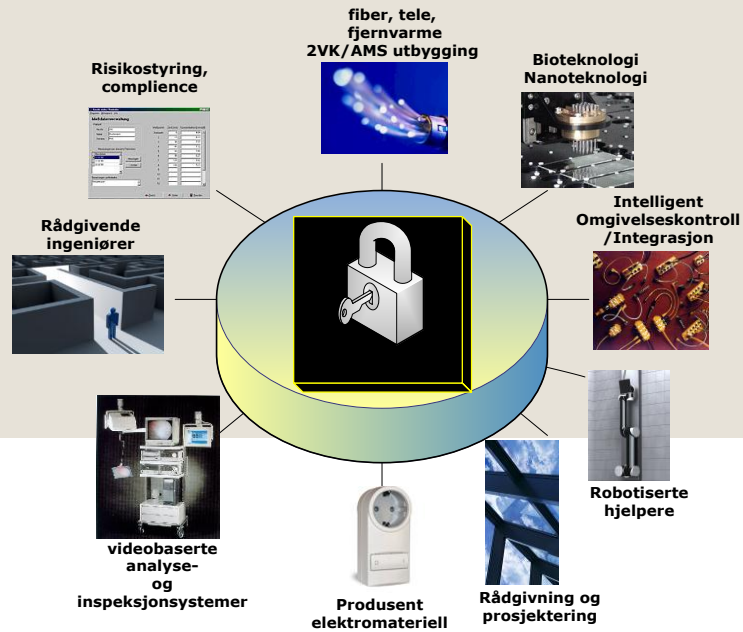 fiber, tele,
fjernvarme
2VK/AMS utbygging
Risikostyring,
complience
Bioteknologi
Nanoteknologi
Intelligent
Omgivelseskontroll
/Integrasjon
Rådgivende
ingeniører
Robotiserte
hjelpere
videobaserte
analyse-
og
inspeksjonsystemer
Produsent
elektromateriell
Rådgivning og
prosjektering